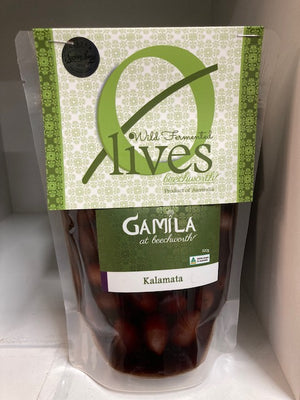 Wild Fermented
Olives
beechworth
Product of Australia
GAMILA
at beechworth
Kalamata